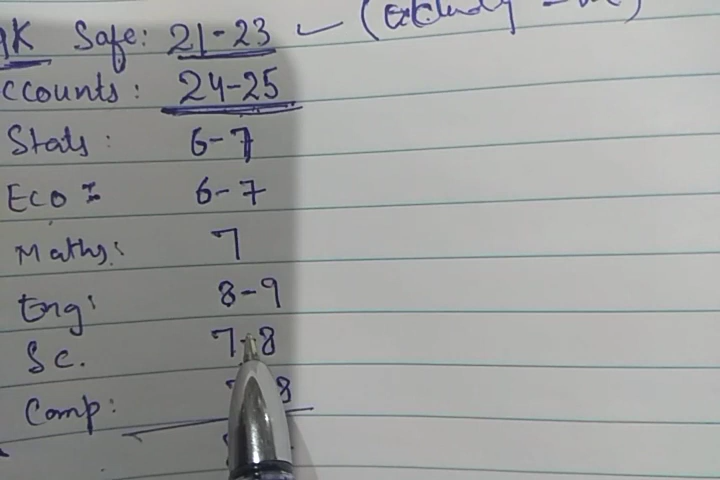 GK Safe: 21-23 ✓ (
ccounts: 24-25
Stats: 6-7
Eco: 6-7
Maths: 7
Eng: 8-9
Sc. 7-8
Comp: 8